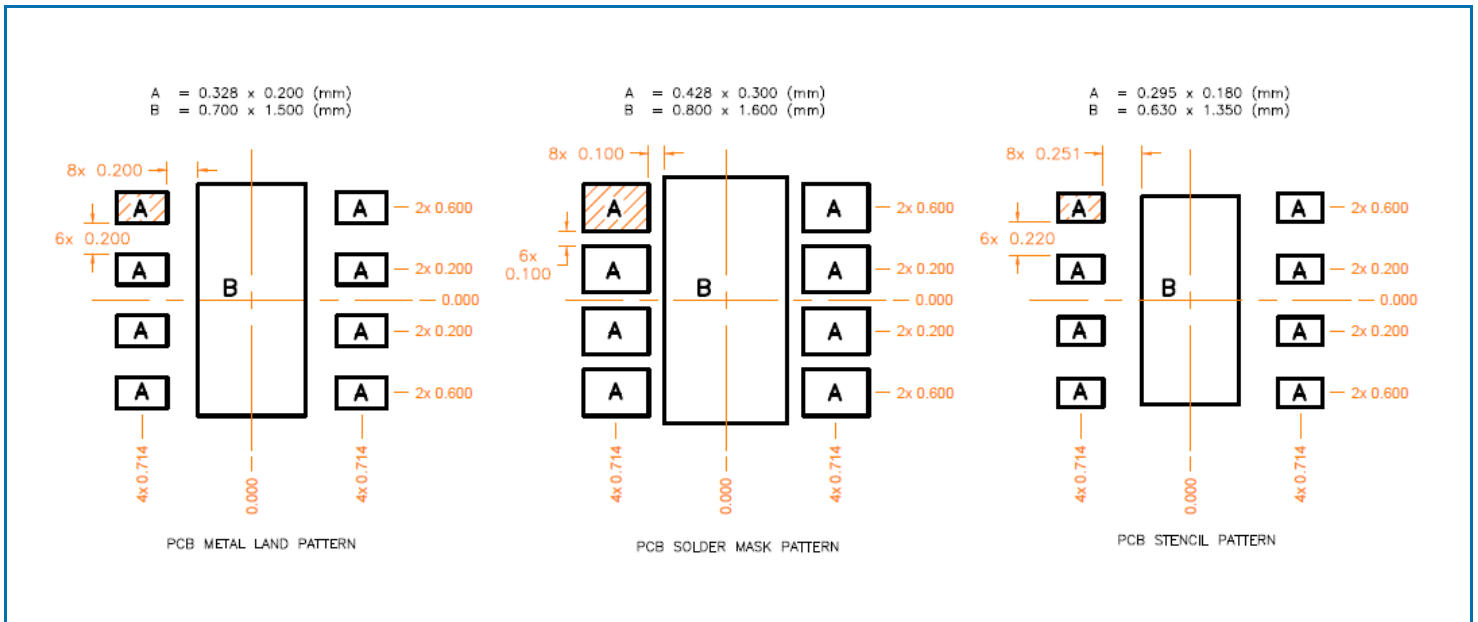 A = 0.328 x 0.200 (mm)
B = 0.700 x 1.500 (mm)
8x 0.200
A
A
2x 0.600
6x 0.200
A
A
2x 0.200
B
0.000
A
A
2x 0.200
A
A
2x 0.600
4x 0.714
0.000
4x 0.714
PCB METAL LAND PATTERN
A = 0.428 x 0.300 (mm)
B = 0.800 x 1.600 (mm)
8x 0.100
A
A
2x 0.600
6x
0.100
A
A
2x 0.200
B
0.000
A
A
2x 0.200
A
A
2x 0.600
4x 0.714
0.000
4x 0.714
PCB SOLDER MASK PATTERN
A = 0.295 x 0.180 (mm)
B = 0.630 x 1.350 (mm)
8x 0.251
A
A
2x 0.600
6x 0.220
A
A
2x 0.200
B
0.000
A
A
2x 0.200
A
A
2x 0.600
4x 0.714
0.000
4x 0.714
PCB STENCIL PATTERN